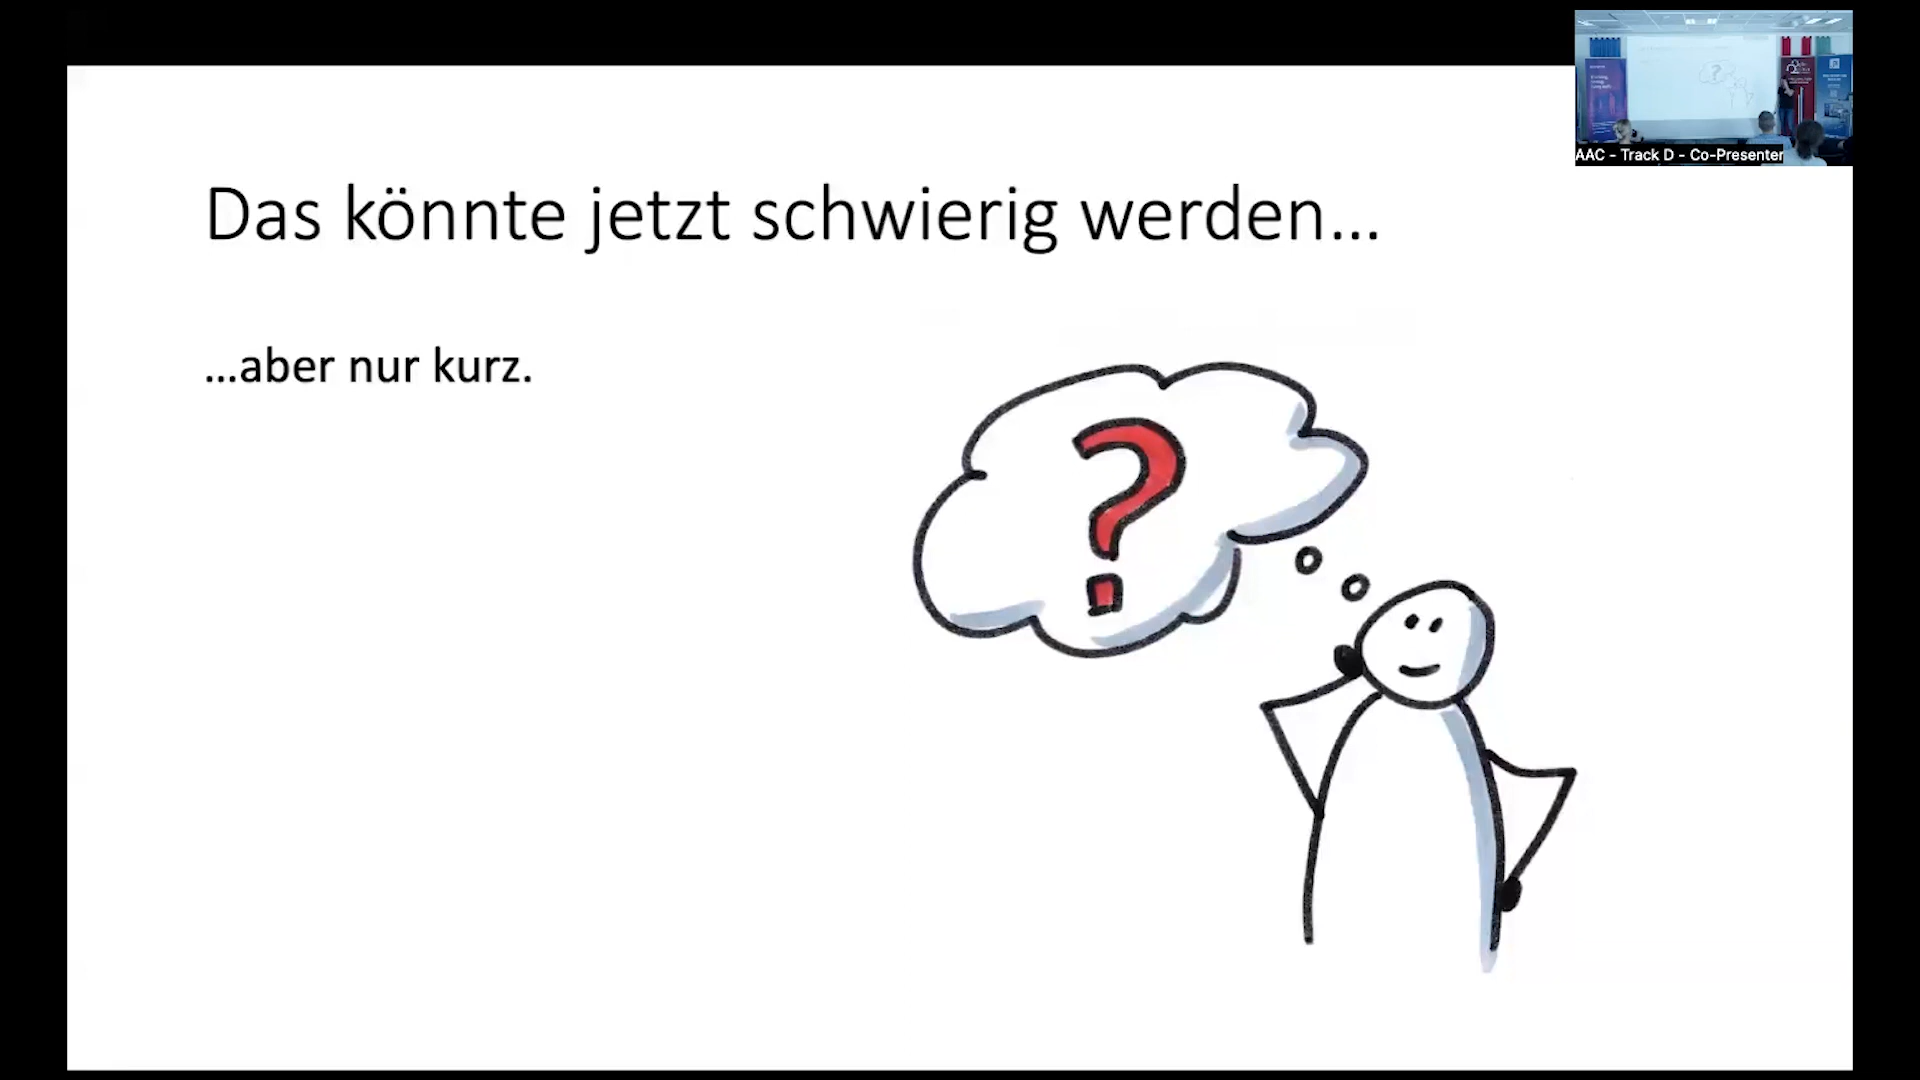 Das könnte jetzt schwierig werden...
...aber nur kurz.
?
AAC - Track D - Co-Presenter